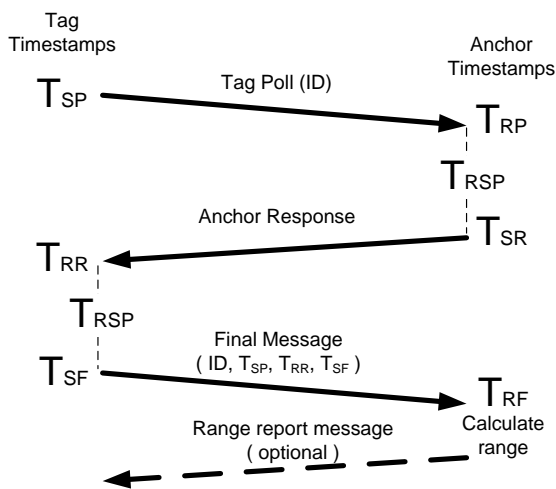 Tag
Timestamps
Anchor
Timestamps
TSP
Tag Poll (ID)
TRP
TRSP
Anchor Response
TSR
TRR
TRSP
Final Message
( ID, TSP, TRR, TSF )
TSF
TRF
Calculate
range
Range report message
( optional )